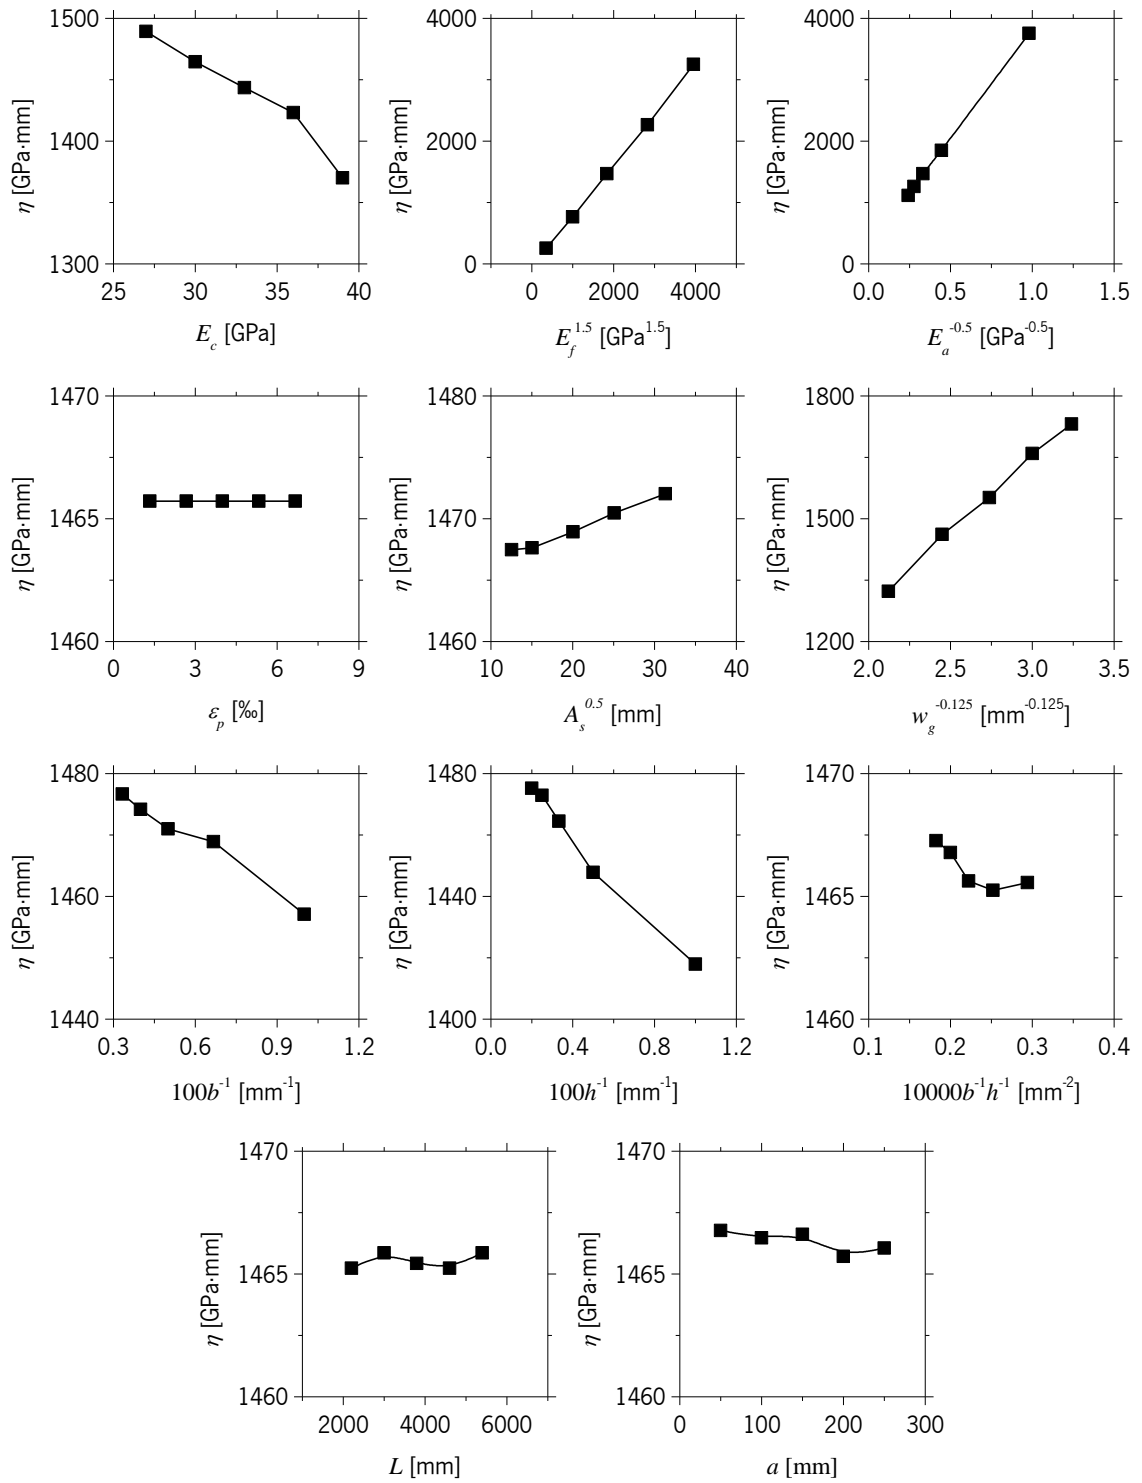 1500 4000 4000
η [GPa·mm] η [GPa·mm] η [GPa·mm]
1400 2000 2000
1300 0 0
25 30 35 40 0 2000 4000 0.0 0.5 1.0 1.5
E_c [GPa] E_f^1.5 [GPa^1.5] E_a^-0.5 [GPa^-0.5]
1470 1480 1800
η [GPa·mm] η [GPa·mm] η [GPa·mm]
1465 1470 1500
1460 1460 1200
0 3 6 9 10 20 30 40 2.0 2.5 3.0 3.5
ε_p [‰] A_s^0.5 [mm] w_g^-0.125 [mm^-0.125]
1480 1480 1470
η [GPa·mm] η [GPa·mm] η [GPa·mm]
1460 1440 1465
1440 1400 1460
0.3 0.6 0.9 1.2 0.0 0.4 0.8 1.2 0.1 0.2 0.3 0.4
100b^-1 [mm^-1] 100h^-1 [mm^-1] 10000b^-1h^-1 [mm^-2]
1470 1470
η [GPa·mm] η [GPa·mm]
1465 1465
1460 1460
2000 4000 6000 0 100 200 300
L [mm] a [mm]